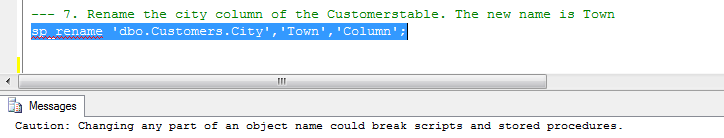 --- 7. Rename the city column of the Customerstable. The new name is Town
sp_rename 'dbo.Customers.City','Town','Column';
Messages
Caution: Changing any part of an object name could break scripts and stored procedures.